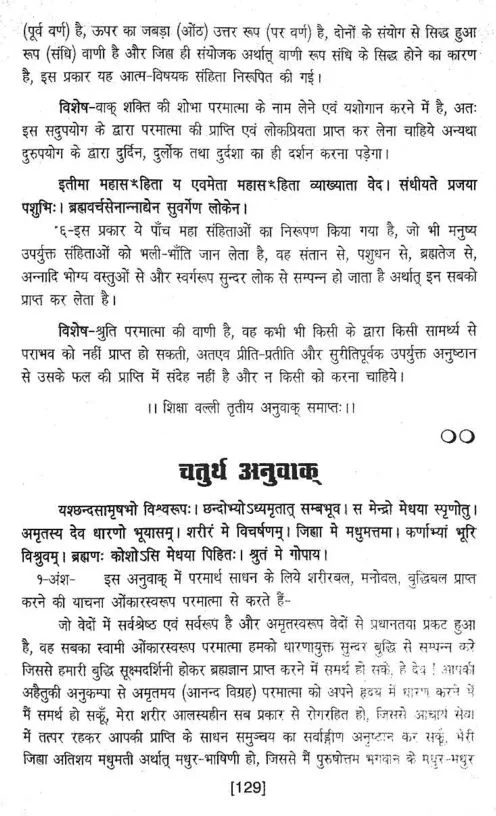 (पूर्व वर्ण) है, ऊपर का जबड़ा (ओंठ) उत्तर रूप (पर वर्ण) है, दोनों के संयोग से सिद्ध हुआ
रूप (संधि) वाणी है और जिह्वा ही संयोजक अर्थात् वाणी रूप संधि के सिद्ध होने का कारण
है, इस प्रकार यह आत्म-विषयक संहिता निरूपित की गई।
विशेष-वाक् शक्ति की शोभा परमात्मा के नाम लेने एवं यशोगान करने में है, अतः
इस सदुपयोग के द्वारा परमात्मा की प्राप्ति एवं लोकप्रियता प्राप्त कर लेना चाहिये अन्यथा
दुरुपयोग के द्वारा दुर्दिन, दुर्लोक तथा दुर्दशा का ही दर्शन करना पड़ेगा।
इतीमा महास*हिता य एवमेता महास*हिता व्याख्याता वेद। संधीयते प्रजया
पशुभिः। ब्रह्मवर्चसेनान्नाद्येन सुवर्गेण लोकेन।
६-इस प्रकार ये पाँच महा संहिताओं का निरूपण किया गया है, जो भी मनुष्य
उपर्युक्त संहिताओं को भली-भाँति जान लेता है, वह संतान से, पशुधन से, ब्रह्मतेज से,
अन्नादि भोग्य वस्तुओं से और स्वर्गरूप सुन्दर लोक से सम्पन्न हो जाता है अर्थात् इन सबको
प्राप्त कर लेता है।
विशेष-श्रुति परमात्मा की वाणी है, वह कभी भी किसी के द्वारा किसी सामर्थ्य से
पराभव को नहीं प्राप्त हो सकती, अतएव प्रीति-प्रतीति और सुरीतिपूर्वक उपर्युक्त अनुष्ठान
से उसके फल की प्राप्ति में संदेह नहीं है और न किसी को करना चाहिये।
।। शिक्षा वल्ली तृतीय अनुवाक् समाप्तः।।
चतुर्थ अनुवाक्
यश्छन्दसामृषभो विश्वरूपः। छन्दोभ्योऽध्यमृतात् सम्बभूव। स मेन्द्रो मेधया स्पृणोतु।
अमृतस्य देव धारणो भूयासम्। शरीरं मे विचर्षणम्। जिह्वा मे मधुमत्तमा। कर्णाभ्यां भूरि
विश्रुवम्। ब्रह्मणः कोशोऽसि मेधया पिहितः। श्रुतं मे गोपाय।
१-अंश- इस अनुवाक् में परमार्थ साधन के लिये शरीरबल, मनोबल, बुद्धिबल प्राप्त
करने की याचना ओंकारस्वरूप परमात्मा से करते हैं-
जो वेदों में सर्वश्रेष्ठ एवं सर्वरूप है और अमृतस्वरूप वेदों से प्रधानतया प्रकट हुआ
है, वह सबका स्वामी ओंकारस्वरूप परमात्मा हमको धारणायुक्त सुन्दर बुद्धि से सम्पन्न करे
जिससे हमारी बुद्धि सूक्ष्मदर्शिनी होकर ब्रह्मज्ञान प्राप्त करने में समर्थ हो सके, हे देव! आपकी
अहैतुकी अनुकम्पा से अमृतमय (आनन्द विग्रह) परमात्मा को अपने हृदय में धारण करने में
मैं समर्थ हो सकूँ, मेरा शरीर आलस्यहीन सब प्रकार से रोगरहित हो, जिससे आचार्य सेवा
में तत्पर रहकर आपकी प्राप्ति के साधन समुच्चय का सर्वाङ्गीण अनुष्ठान कर सकूँ, मेरी
जिह्वा अतिशय मधुमती अर्थात् मधुर-भाषिणी हो, जिससे मैं पुरुषोत्तम भगवान के मधुर-मधुर
[129]